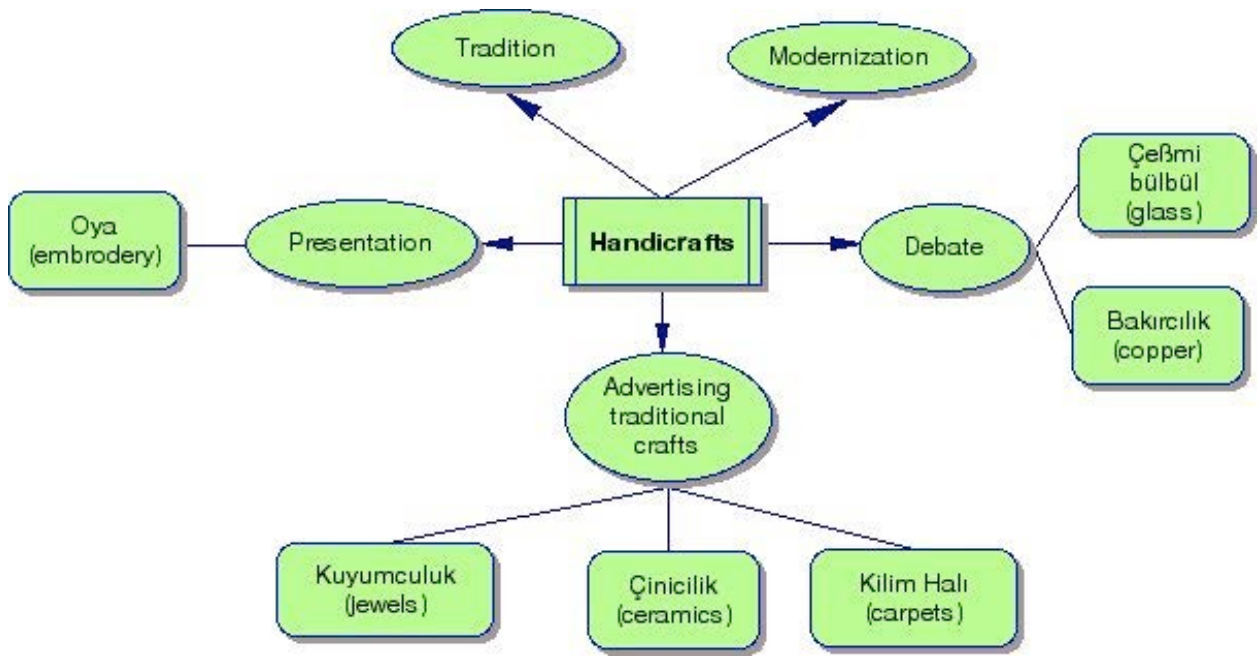 Tradition
Modernization
Çeßmi
bülbül
(glass)
Oya
(embrodery)
Presentation
Handicrafts
Debate
Bakırcılık
(copper)
Advertising
traditional
crafts
Kuyumculuk
(jewels)
Çinicilik
(ceramics)
Kilim Halı
(carpets)